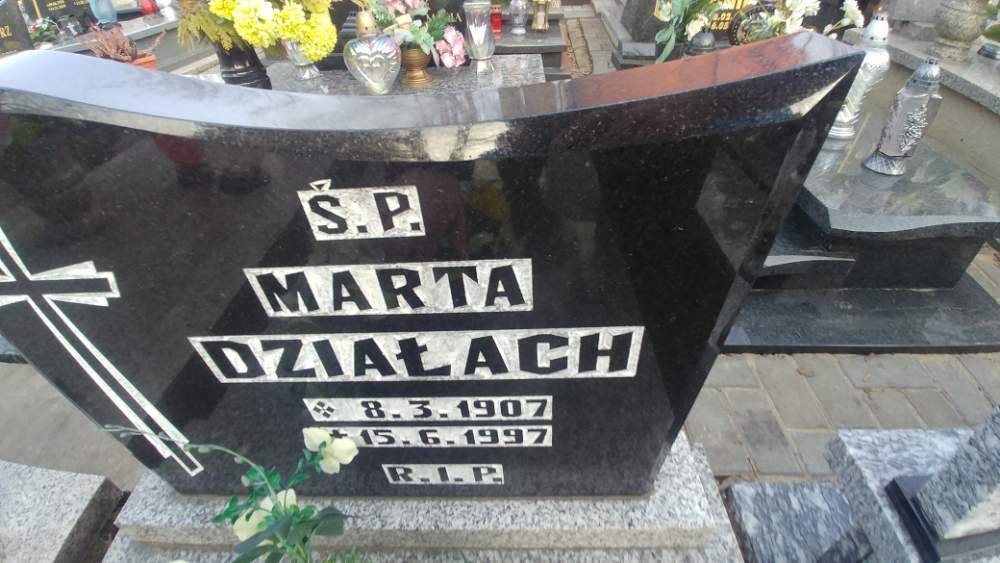 Ś.P.
MARTA
DZIAŁACH
8.3.1907
15.6.1997
R.I.P.